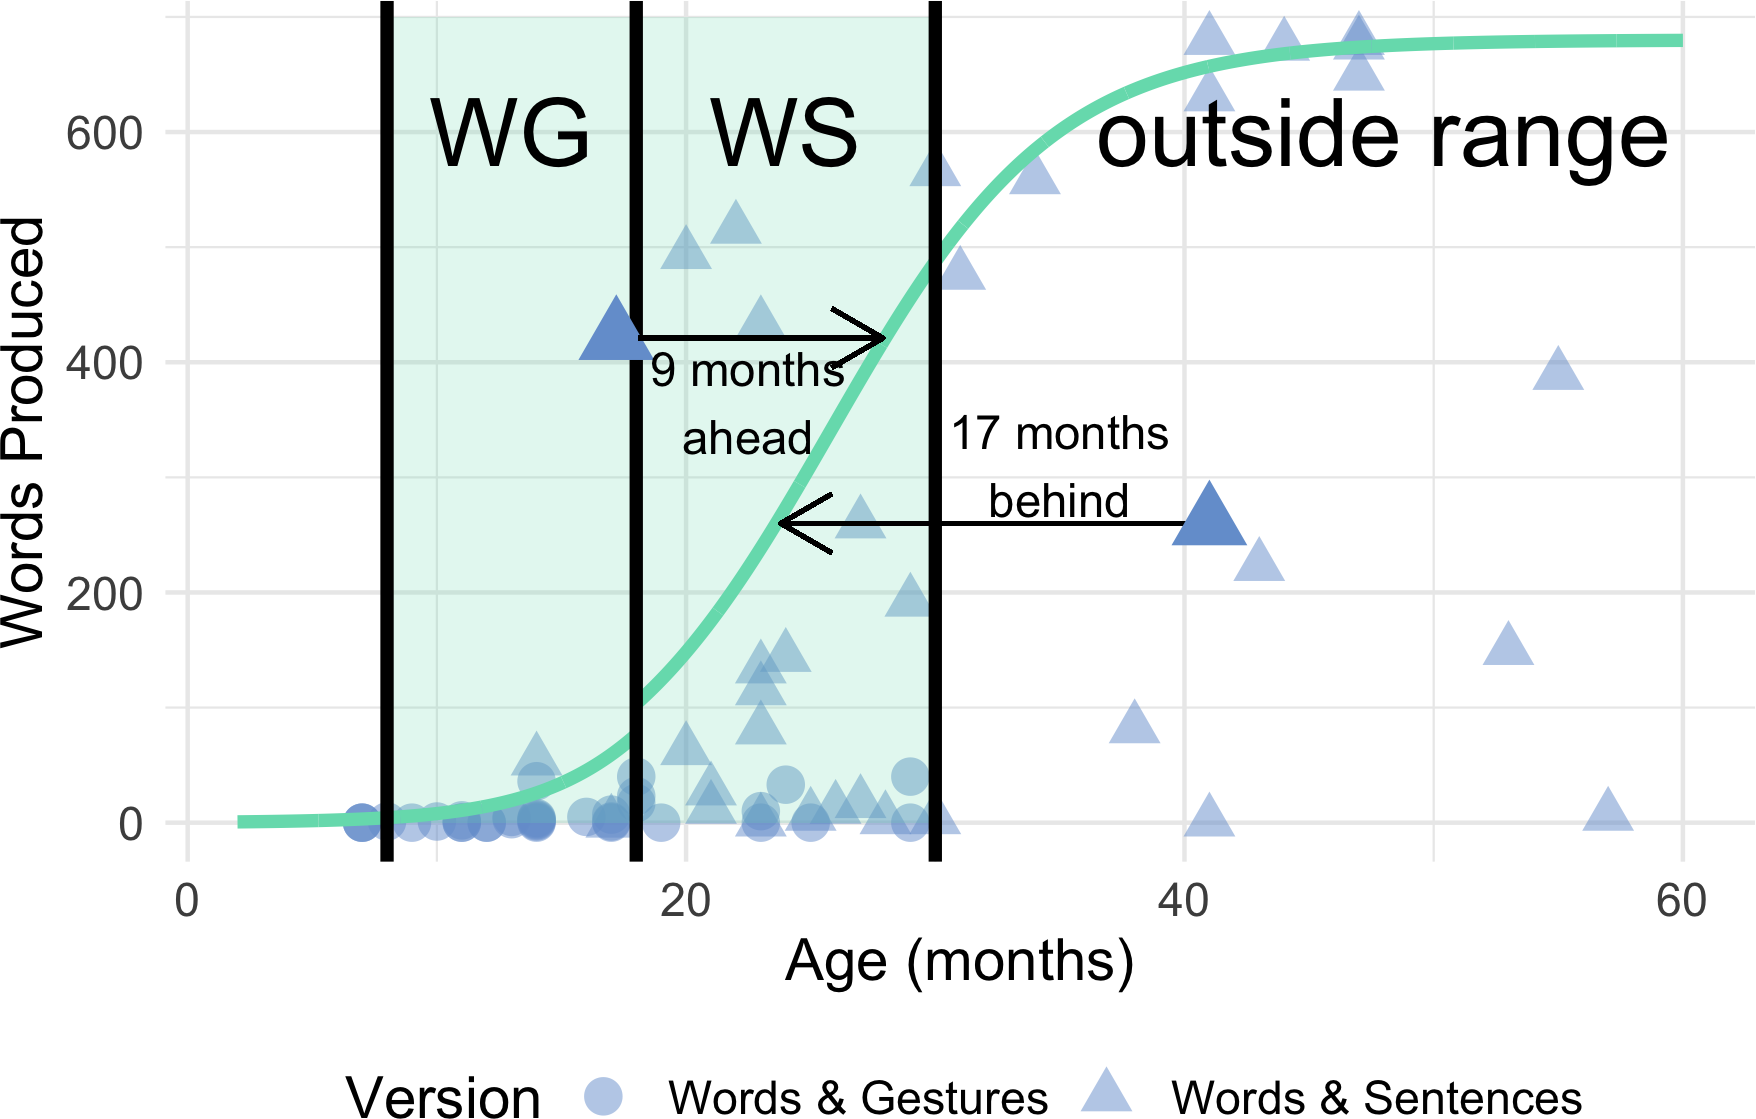 WG
WS
outside range
600
400
200
0
Words Produced
9 months
ahead
17 months
behind
0
20
40
60
Age (months)
Version
Words & Gestures
Words & Sentences